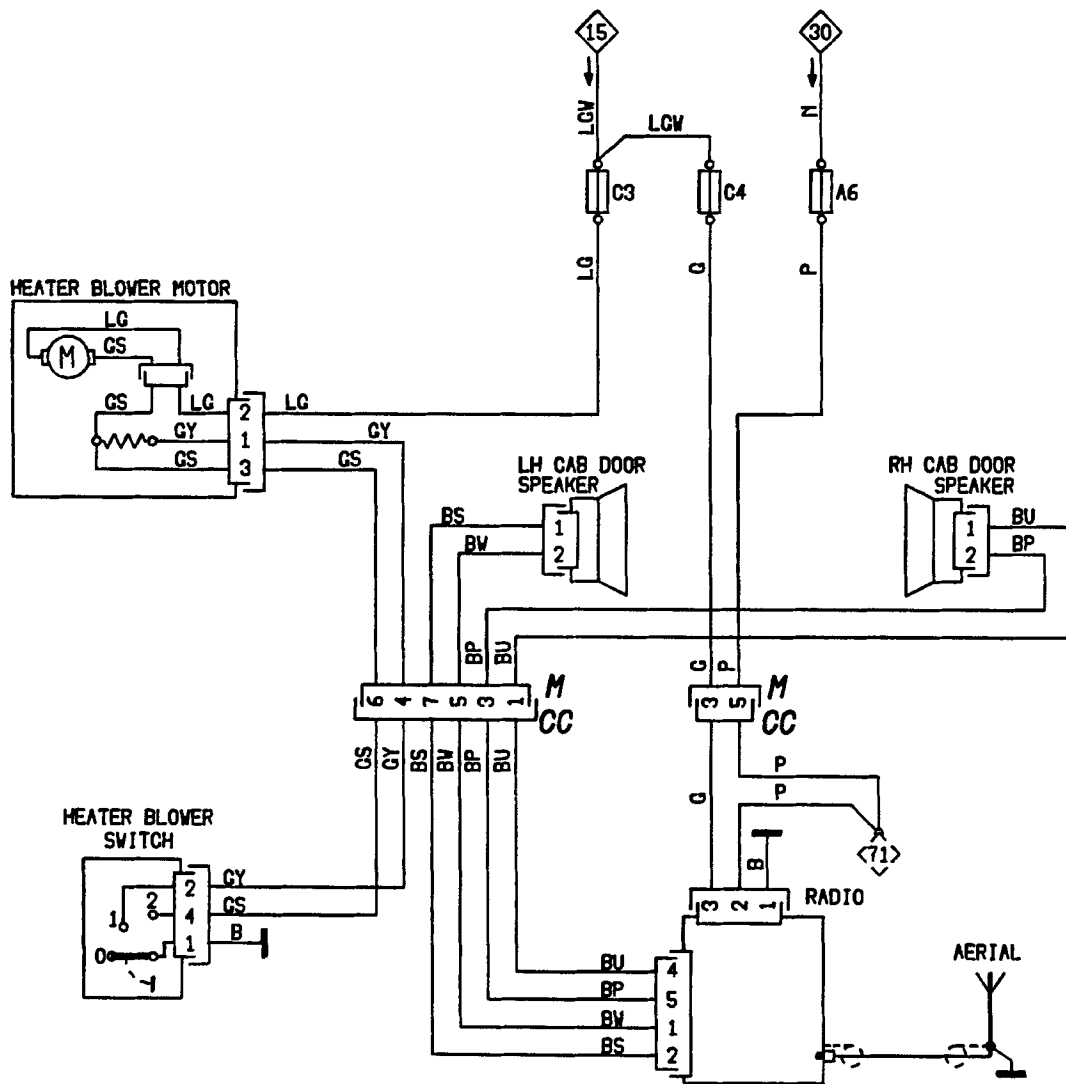 15
30
LGW
LGW
N
C3
C4
A6
LG
G
P
HEATER BLOWER MOTOR
LG
GS
M
GS
LG
2
LG
GY
1
GY
GS
3
GS
LH CAB DOOR
SPEAKER
RH CAB DOOR
SPEAKER
BS
1
BW
2
1
BU
2
BP
BP
BU
G
P
6
4
7
5
3
1
M
CC
3
5
M
CC
GS
GY
BS
BW
BP
BU
G
P
P
71
B
HEATER BLOWER
SWITCH
2
GY
4
GS
1
B
1
2
0
3
2
1
RADIO
BU
4
BP
5
BW
1
BS
2
AERIAL